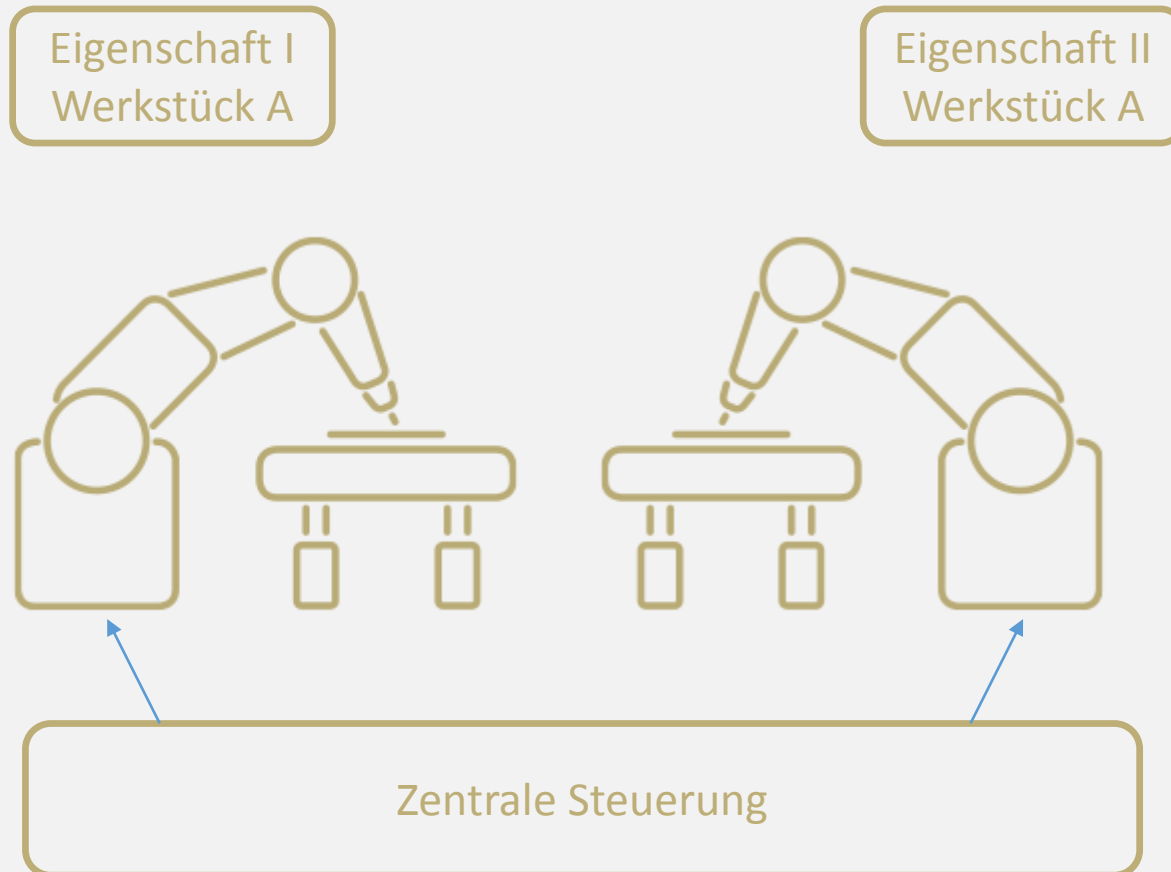 Eigenschaft I
Werkstück A
Eigenschaft II
Werkstück A
Zentrale Steuerung